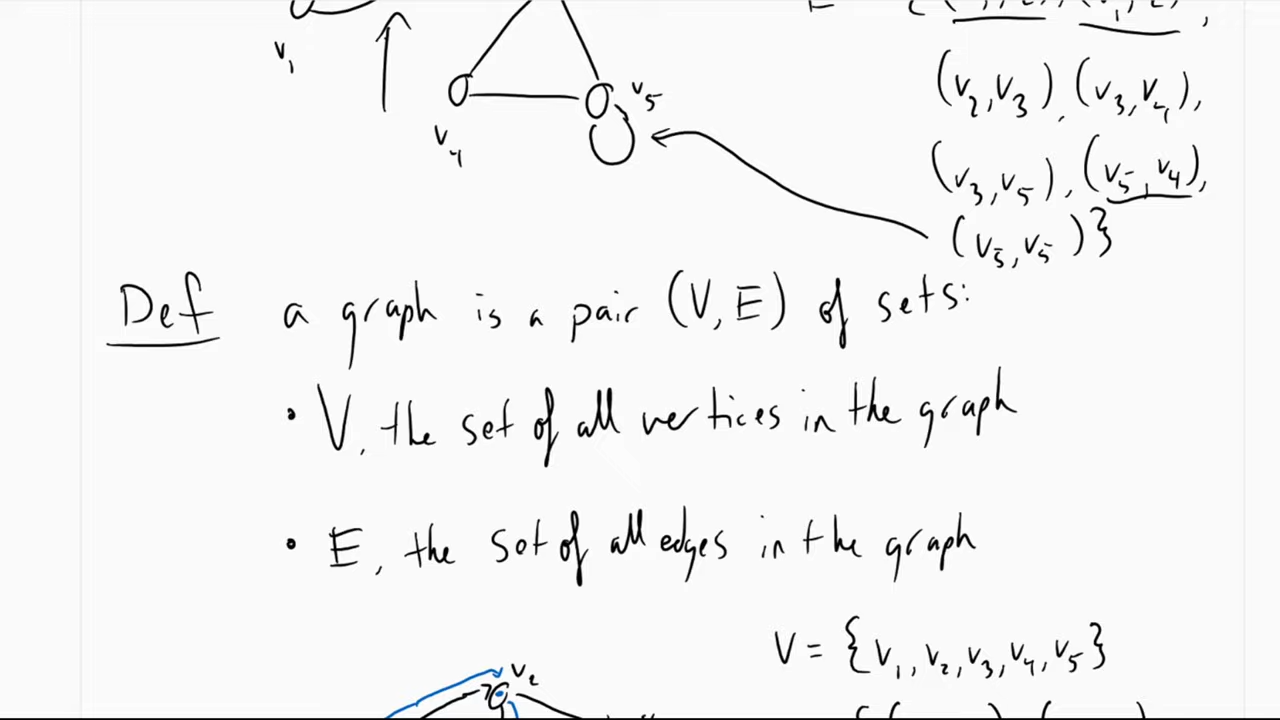 v1
v4
v5
(v2,v3), (v3,v4),
(v3,v5), (v5,v4),
(v5,v5)}
Def a graph is a pair (V,E) of sets:
• V, the set of all vertices in the graph
• E, the set of all edges in the graph
V = {v1, v2, v3, v4, v5}
v2